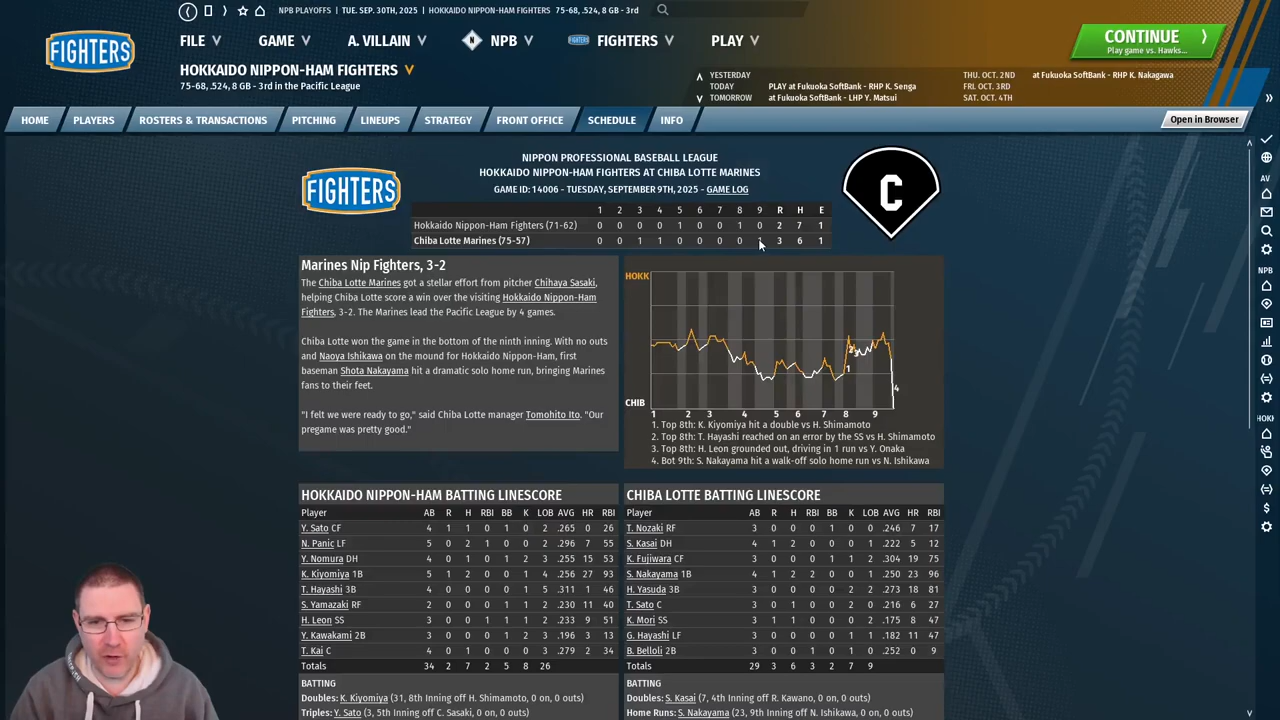 NPB PLAYOFFS | TUE. SEP. 30TH, 2025 | HOKKAIDO NIPPON-HAM FIGHTERS 75-68, .524, 8 GB - 3rd
FIGHTERS
FILE GAME A. VILLAIN NPB FIGHTERS PLAY
CONTINUE
Play game vs. Hawks...
HOKKAIDO NIPPON-HAM FIGHTERS
75-68, .524, 8 GB - 3rd in the Pacific League
YESTERDAY
TODAY PLAY at Fukuoka SoftBank - RHP K. Senga
TOMORROW at Fukuoka SoftBank - LHP Y. Matsui
THU. OCT. 2ND at Fukuoka SoftBank - RHP K. Nakagawa
FRI. OCT. 3RD
SAT. OCT. 4TH
HOME PLAYERS ROSTERS & TRANSACTIONS PITCHING LINEUPS STRATEGY FRONT OFFICE SCHEDULE INFO
Open in Browser
FIGHTERS
NIPPON PROFESSIONAL BASEBALL LEAGUE
HOKKAIDO NIPPON-HAM FIGHTERS AT CHIBA LOTTE MARINES
GAME ID: 14006 - TUESDAY, SEPTEMBER 9TH, 2025 - GAME LOG
C
1 2 3 4 5 6 7 8 9 R H E
Hokkaido Nippon-Ham Fighters (71-62) 0 0 0 0 1 0 0 1 0 2 7 1
Chiba Lotte Marines (75-57) 0 0 1 1 0 0 0 0 1 3 6 1
Marines Nip Fighters, 3-2
The Chiba Lotte Marines got a stellar effort from pitcher Chihaya Sasaki,
helping Chiba Lotte score a win over the visiting Hokkaido Nippon-Ham
Fighters, 3-2. The Marines lead the Pacific League by 4 games.
Chiba Lotte won the game in the bottom of the ninth inning. With no outs
and Naoya Ishikawa on the mound for Hokkaido Nippon-Ham, first
baseman Shota Nakayama hit a dramatic solo home run, bringing Marines
fans to their feet.
"I felt we were ready to go," said Chiba Lotte manager Tomohito Ito. "Our
pregame was pretty good."
HOKK
1 2 3 4
CHIB
1 2 3 4 5 6 7 8 9
1. Top 8th: K. Kiyomiya hit a double vs H. Shimamoto
2. Top 8th: T. Hayashi reached on an error by the SS vs H. Shimamoto
3. Top 8th: H. Leon grounded out, driving in 1 run vs Y. Onaka
4. Bot 9th: S. Nakayama hit a walk-off solo home run vs N. Ishikawa
HOKKAIDO NIPPON-HAM BATTING LINESCORE
Player AB R H RBI BB K LOB AVG HR RBI
Y. Sato CF 4 1 1 0 1 0 2 .265 0 26
N. Panic LF 5 0 2 1 0 0 2 .296 7 55
Y. Nomura DH 4 0 1 0 1 2 3 .255 15 53
K. Kiyomiya 1B 5 1 2 0 0 1 4 .256 27 93
T. Hayashi 3B 4 0 0 0 0 1 5 .311 1 46
S. Yamazaki RF 2 0 0 0 1 1 2 .230 11 40
H. Leon SS 3 0 0 1 1 1 2 .233 9 51
Y. Kawakami 2B 3 0 0 0 1 2 3 .196 3 13
T. Kai C 4 0 1 0 0 0 3 .279 2 34
Totals 34 2 7 2 5 8 26
BATTING
Doubles: K. Kiyomiya (31, 8th Inning off H. Shimamoto, 0 on, 0 outs)
Triples: Y. Sato (3, 5th Inning off C. Sasaki, 0 on, 0 outs)
CHIBA LOTTE BATTING LINESCORE
Player AB R H RBI BB K LOB AVG HR RBI
T. Nozaki RF 3 0 0 0 1 0 0 .246 7 17
S. Kasai DH 4 1 2 0 0 0 1 .222 5 12
K. Fujiwara CF 3 0 0 0 1 1 2 .304 19 75
S. Nakayama 1B 4 1 2 2 0 0 1 .250 23 96
H. Yasuda 3B 3 0 0 0 0 2 2 .273 18 81
T. Sato C 3 0 1 0 0 2 0 .216 6 27
K. Mori SS 3 1 1 0 0 0 2 .175 8 47
G. Hayashi LF 3 0 0 0 0 1 1 .182 11 47
B. Belloli 2B 3 0 0 1 0 1 0 .252 0 9
Totals 29 3 6 3 2 7 9
BATTING
Doubles: S. Kasai (7, 4th Inning off R. Kawano, 0 on, 0 outs)
Home Runs: S. Nakayama (23, 9th Inning off N. Ishikawa, 0 on, 0 outs)
AV
NPB
HOK